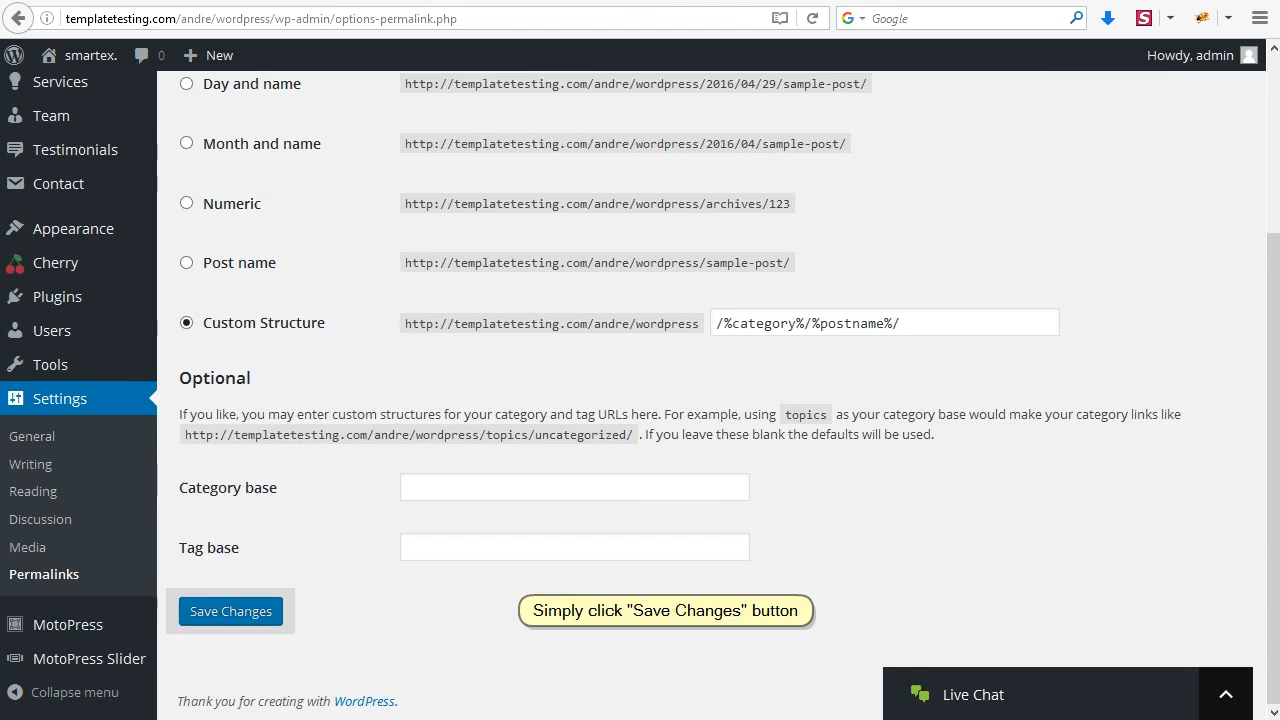 templatetesting.com/andre/wordpress/wp-admin/options-permalink.php
Google
smartex.
0
New
Howdy, admin
Services
Team
Testimonials
Contact
Appearance
Cherry
Plugins
Users
Tools
Settings
General
Writing
Reading
Discussion
Media
Permalinks
MotoPress
MotoPress Slider
Collapse menu
Day and name http://templatetesting.com/andre/wordpress/2016/04/29/sample-post/
Month and name http://templatetesting.com/andre/wordpress/2016/04/sample-post/
Numeric http://templatetesting.com/andre/wordpress/archives/123
Post name http://templatetesting.com/andre/wordpress/sample-post/
Custom Structure http://templatetesting.com/andre/wordpress /%category%/%postname%/
Optional
If you like, you may enter custom structures for your category and tag URLs here. For example, using topics as your category base would make your category links like
http://templatetesting.com/andre/wordpress/topics/uncategorized/ . If you leave these blank the defaults will be used.
Category base
Tag base
Save Changes
Simply click "Save Changes" button
Thank you for creating with WordPress.
Live Chat